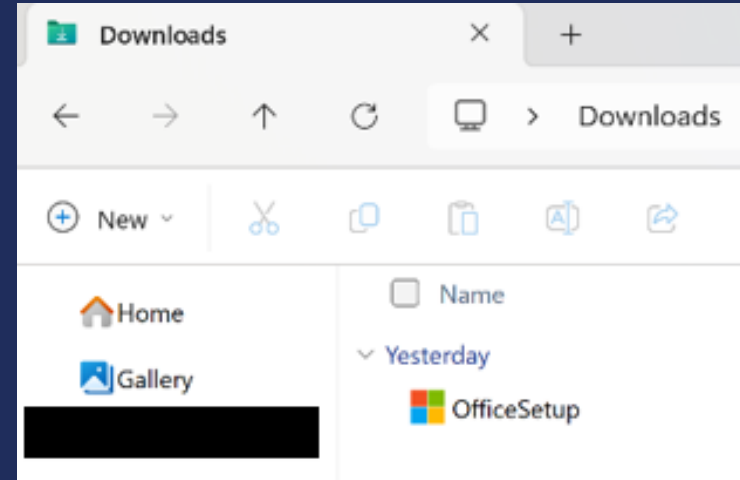 Downloads
Downloads
New
Name
Home
Yesterday
Gallery
OfficeSetup